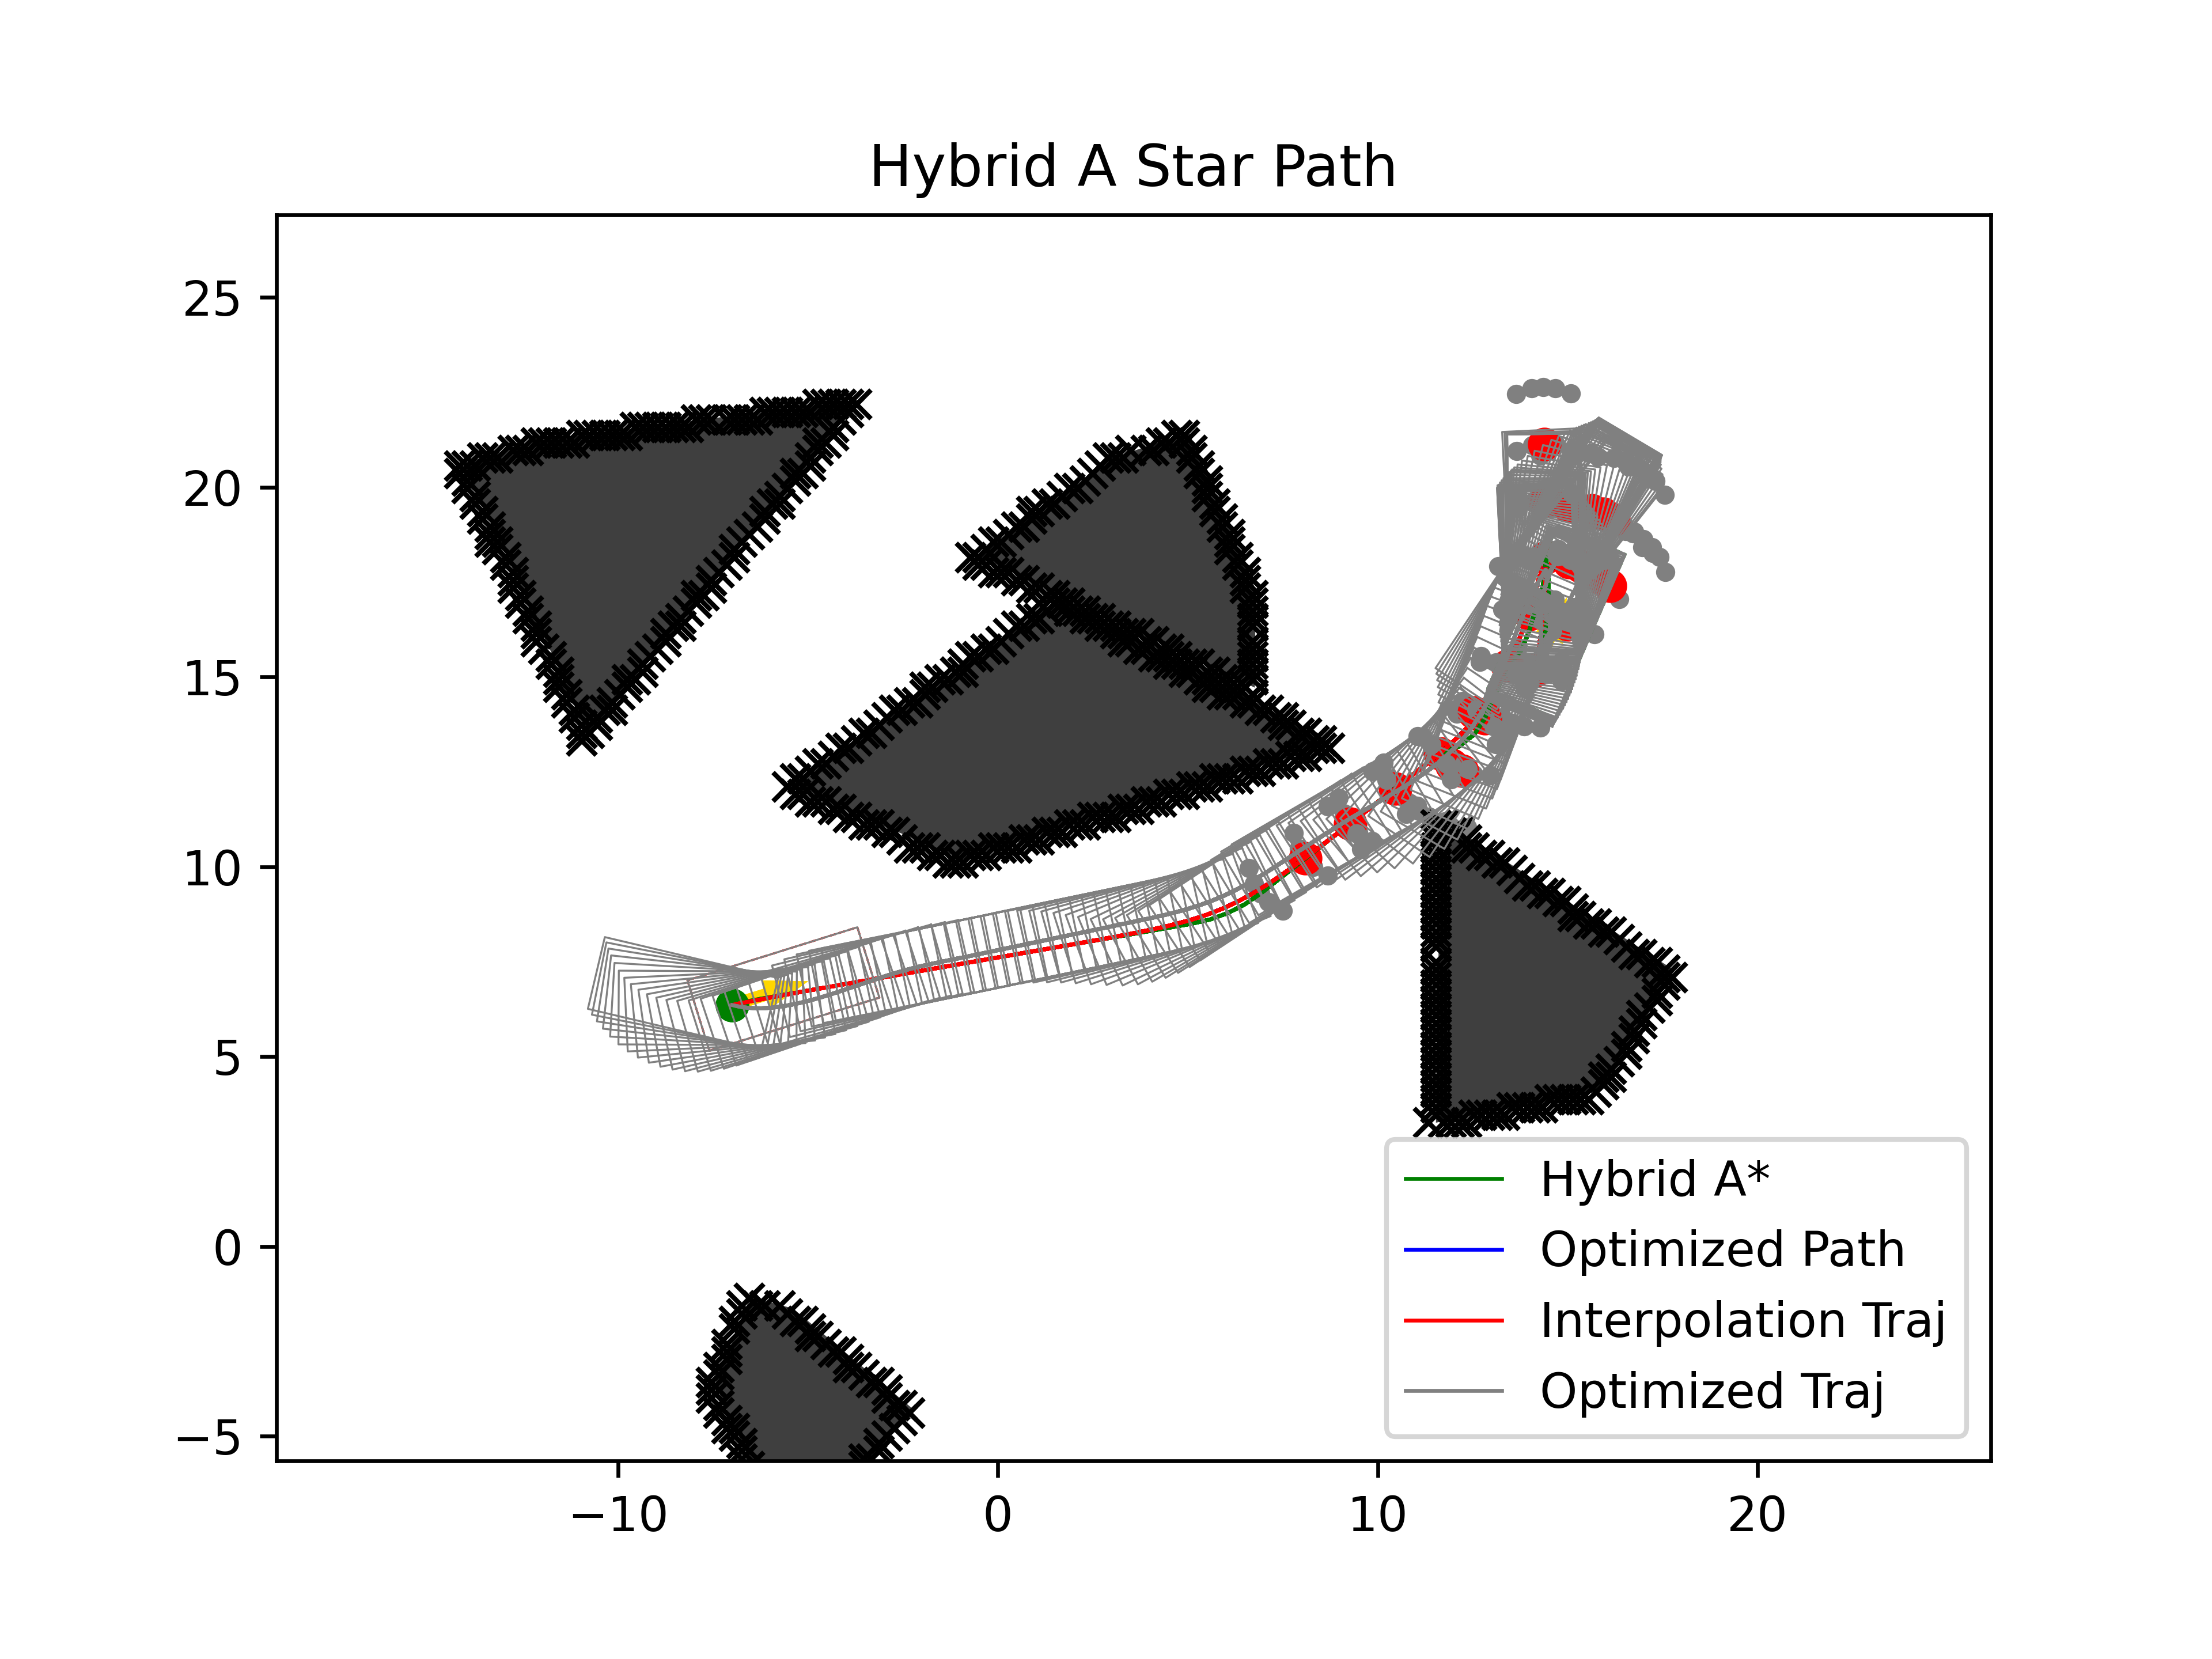 Hybrid A Star Path
25
20
15
10
5
0
−5
−10
0
10
20
Hybrid A*
Optimized Path
Interpolation Traj
Optimized Traj